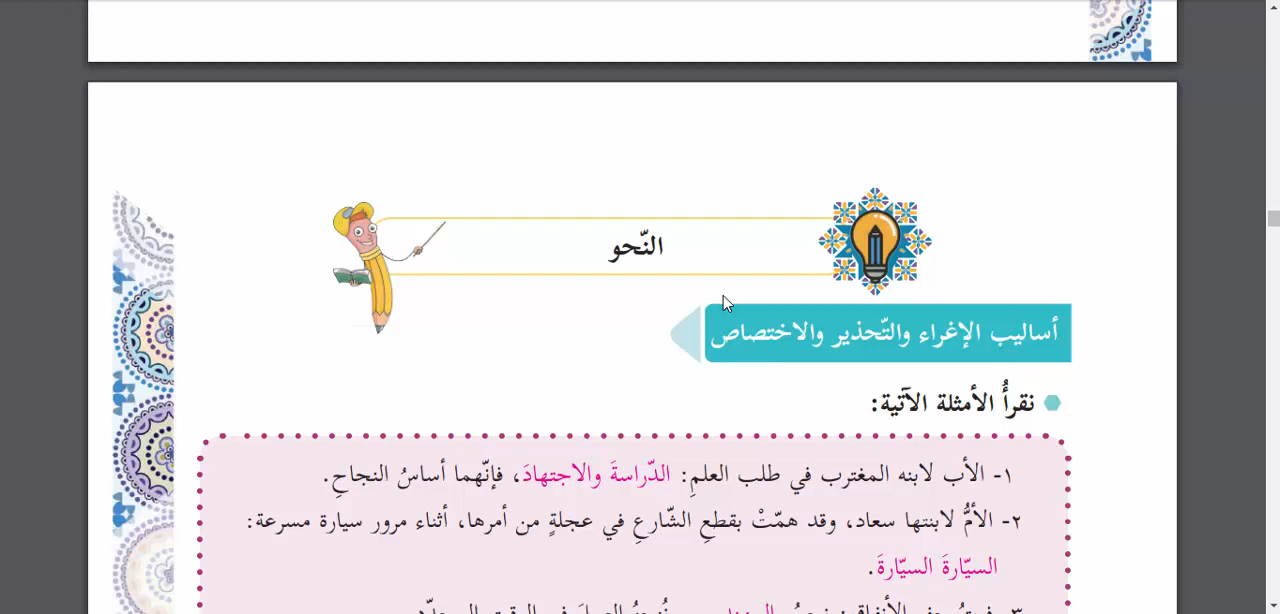 النّحو
أساليب الإغراء والتّحذير والاختصاص
نقرأُ الأمثلة الآتية:
١- الأب لابنه المغترب في طلب العلمِ: الدّراسةَ والاجتهادَ، فإنّهما أساسُ النجاحِ.
٢- الأمُّ لابنتها سعاد، وقد همّتْ بقطعِ الشّارعِ في عجلةٍ من أمرها، أثناء مرور سيارة مسرعة:
السيّارةَ السيّارةَ.